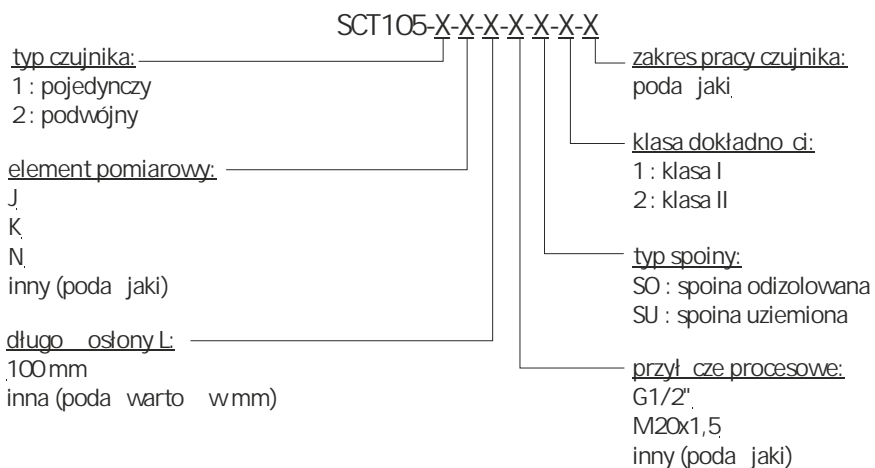 SCT105-X-X-X-X-X-X-X
typ czujnika:
1 : pojedynczy
2 : podwójny
element pomiarowy:
J
K
N
inny (poda jaki)
długo osłony L:
100 mm
inna (poda warto w mm)
zakres pracy czujnika:
poda jaki
klasa dokładno ci:
1 : klasa I
2 : klasa II
typ spoiny:
SO : spoina odizolowana
SU : spoina uziemiona
przył cze procesowe:
G1/2"
M20x1,5
inny (poda jaki)